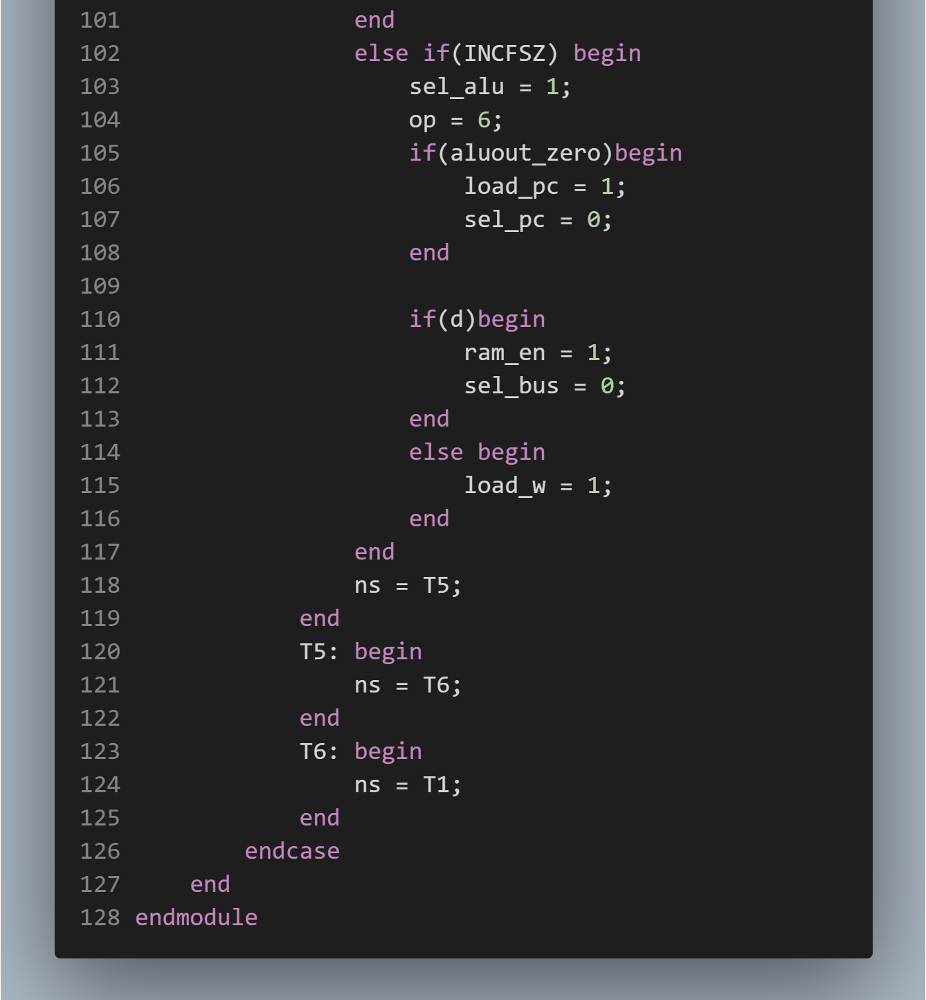 101                 end
102                 else if(INCFSZ) begin
103                     sel_alu = 1;
104                     op = 6;
105                     if(aluout_zero)begin
106                         load_pc = 1;
107                         sel_pc = 0;
108                     end
109
110                     if(d)begin
111                         ram_en = 1;
112                         sel_bus = 0;
113                     end
114                     else begin
115                         load_w = 1;
116                     end
117                 end
118                 ns = T5;
119             end
120             T5: begin
121                 ns = T6;
122             end
123             T6: begin
124                 ns = T1;
125             end
126         endcase
127     end
128 endmodule